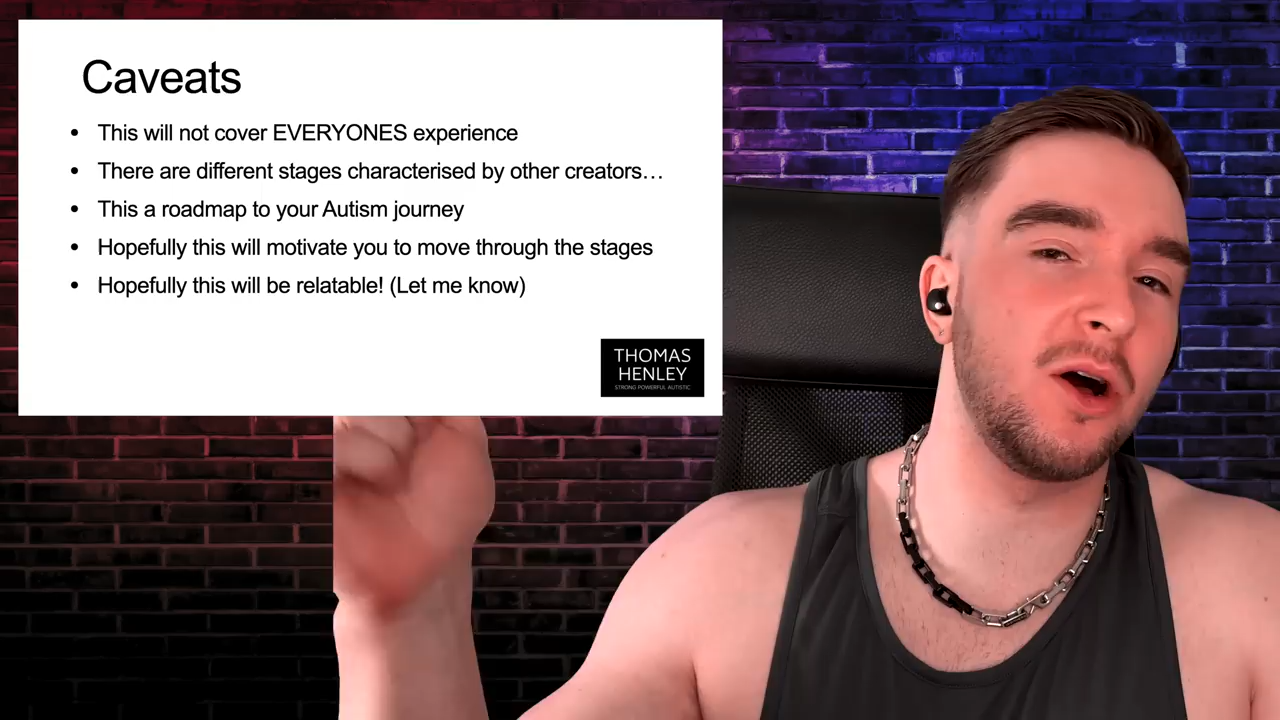 Caveats
• This will not cover EVERYONES experience
• There are different stages characterised by other creators…
• This a roadmap to your Autism journey
• Hopefully this will motivate you to move through the stages
• Hopefully this will be relatable! (Let me know)
THOMAS
HENLEY
STRONG POWERFUL AUTISTIC